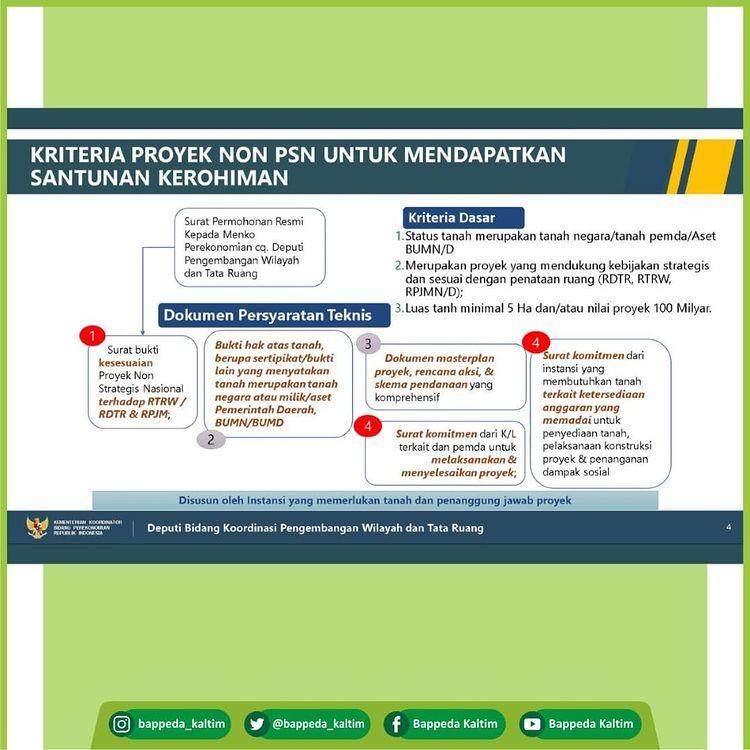 KRITERIA PROYEK NON PSN UNTUK MENDAPATKAN
SANTUNAN KEROHIMAN
Surat Permohonan Resmi
Kepada Menko
Perekonomian cq. Deputi
Pengembangan Wilayah
dan Tata Ruang
Kriteria Dasar
1.Status tanah merupakan tanah negara/tanah pemda/Aset
BUMN/D
2.Merupakan proyek yang mendukung kebijakan strategis
dan sesuai dengan penataan ruang (RDTR, RTRW,
RPJMN/D);
3.Luas tanh minimal 5 Ha dan/atau nilai proyek 100 Milyar.
Dokumen Persyaratan Teknis
1
Surat bukti
kesesuaian
Proyek Non
Strategis Nasional
terhadap RTRW /
RDTR & RPJM;
Bukti hak atas tanah,
berupa sertipikat/bukti
lain yang menyatakan
tanah merupakan tanah
negara atau milik/aset
Pemerintah Daerah,
BUMN/BUMD
2
3
Dokumen masterplan
proyek, rencana aksi, &
skema pendanaan yang
komprehensif
4
Surat komitmen dari K/L
terkait dan pemda untuk
melaksanakan &
menyelesaikan proyek;
4
Surat komitmen dari
instansi yang
membutuhkan tanah
terkait ketersediaan
anggaran yang
memadai untuk
penyediaan tanah,
pelaksanaan konstruksi
proyek & penanganan
dampak sosial
Disusun oleh Instansi yang memerlukan tanah dan penanggung jawab proyek
KEMENTERIAN KOORDINATOR
BIDANG PEREKONOMIAN
REPUBLIK INDONESIA
Deputi Bidang Koordinasi Pengembangan Wilayah dan Tata Ruang
4
bappeda_kaltim
@bappeda_kaltim
Bappeda Kaltim
Bappeda Kaltim